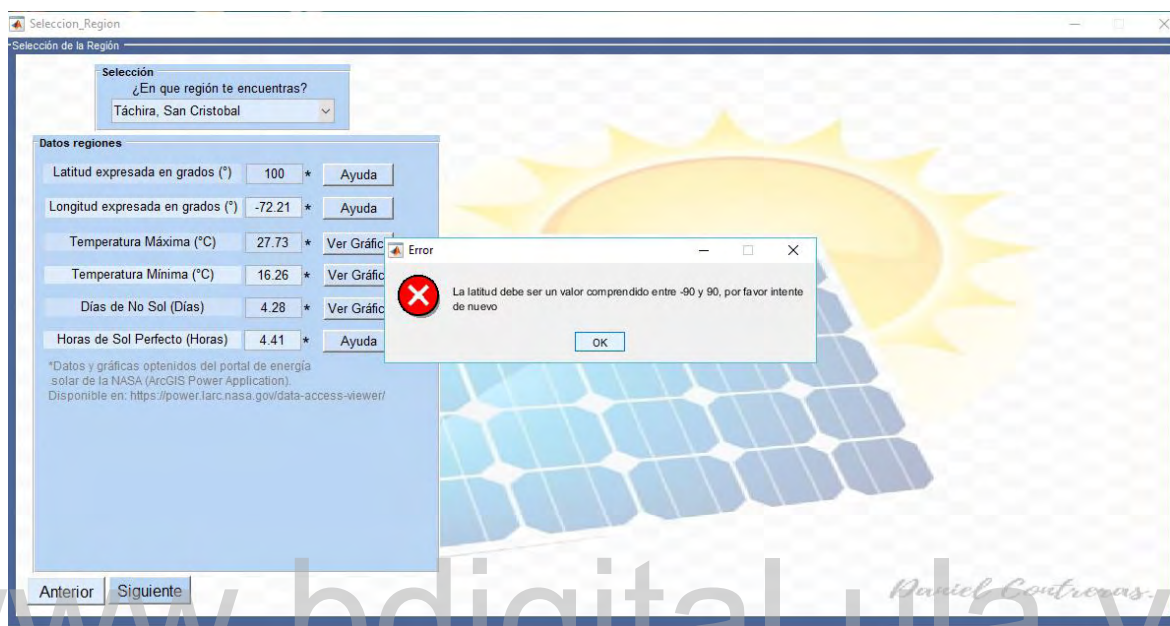 Seleccion_Region
Selección de la Región
Selección
¿En que región te encuentras?
Táchira, San Cristobal
Datos regiones
Latitud expresada en grados (°) 100 * Ayuda
Longitud expresada en grados (°) -72.21 * Ayuda
Temperatura Máxima (°C) 27.73 * Ver Gráfic
Temperatura Mínima (°C) 16.26 * Ver Gráfic
Días de No Sol (Días) 4.28 * Ver Gráfic
Horas de Sol Perfecto (Horas) 4.41 * Ayuda
*Datos y gráficas optenidos del portal de energía
solar de la NASA (ArcGIS Power Application).
Disponible en: https://power.larc.nasa.gov/data-access-viewer/
Error
La latitud debe ser un valor comprendido entre -90 y 90, por favor intente
de nuevo
OK
Anterior Siguiente
Daniel Contreras.
www.bdigital.ula.v